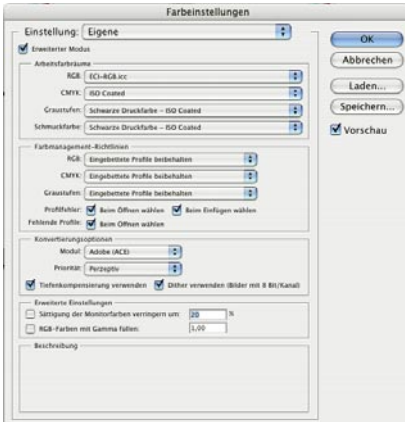 Farbeinstellungen
Einstellung: Eigene
Erweiterter Modus
Arbeitsfarbräume
RGB: ECI-RGB.icc
CMYK: ISO Coated
Graustufen: Schwarze Druckfarbe - ISO Coated
Schmuckfarbe: Schwarze Druckfarbe - ISO Coated
Farbmanagement-Richtlinien
RGB: Eingebettete Profile beibehalten
CMYK: Eingebettete Profile beibehalten
Graustufen: Eingebettete Profile beibehalten
Profilfehler: Beim Öffnen wählen Beim Einfügen wählen
Fehlende Profile: Beim Öffnen wählen
Konvertierungsoptionen
Modul: Adobe (ACE)
Priorität: Perzeptiv
Tiefenkompensierung verwenden Dither verwenden (Bilder mit 8 Bit/Kanal)
Erweiterte Einstellungen
Sättigung der Monitorfarben verringern um: 20 %
RGB-Farben mit Gamma füllen: 1,00
Beschreibung
OK
Abbrechen
Laden...
Speichern...
Vorschau